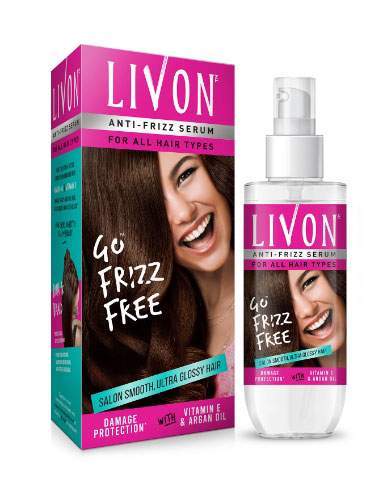 LIVON
ANTI-FRIZZ SERUM
FOR ALL HAIR TYPES
GO
FRIZZ
FREE
SALON SMOOTH, ULTRA GLOSSY HAIR
DAMAGE
PROTECTION*
WITH
VITAMIN E
& ARGAN OIL
LIVON
ANTI-FRIZZ SERUM
FOR ALL HAIR TYPES
GO
FRIZZ
FREE
SALON SMOOTH, ULTRA GLOSSY HAIR
DAMAGE
PROTECTION*
WITH
VITAMIN E
& ARGAN OIL